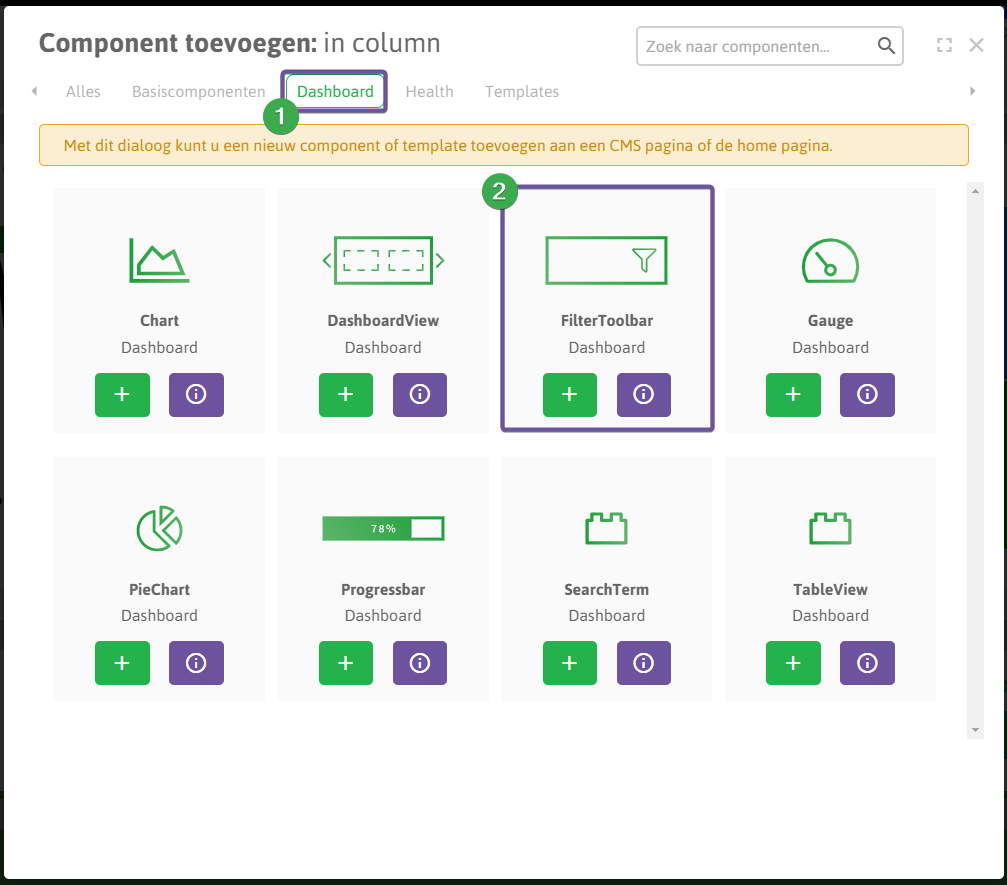 Component toevoegen: in column
Zoek naar componenten...
Alles Basiscomponenten Dashboard Health Templates
1
Met dit dialoog kunt u een nieuw component of template toevoegen aan een CMS pagina of de home pagina.
2
Chart DashboardView FilterToolbar Gauge
Dashboard Dashboard Dashboard Dashboard
78%
PieChart Progressbar SearchTerm TableView
Dashboard Dashboard Dashboard Dashboard